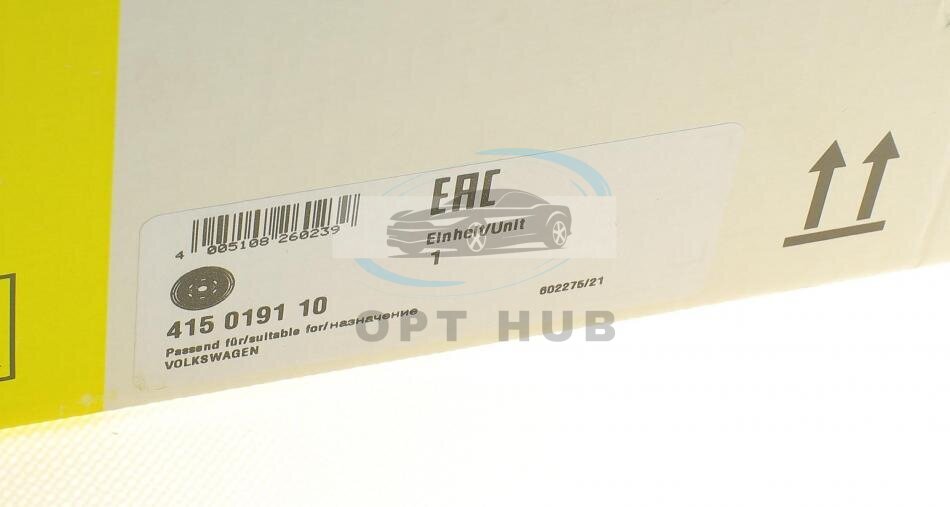 EAC
4 005108 260239
Einheit/Unit
1
602275/21
415 0191 10
Passend für/suitable for/назначение
VOLKSWAGEN
OPT HUB